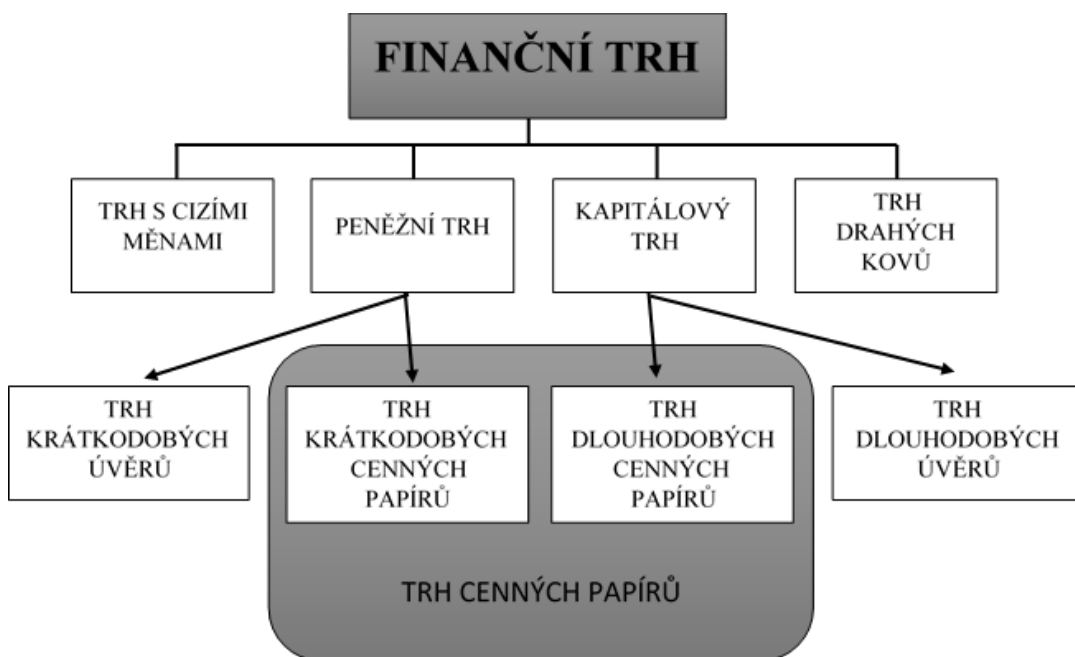 FINANČNÍ TRH
TRH S CIZÍMI
MĚNAMI
PENĚŽNÍ TRH
KAPITÁLOVÝ
TRH
TRH
DRAHÝCH
KOVŮ
TRH
KRÁTKODOBÝCH
ÚVĚRŮ
TRH
KRÁTKODOBÝCH
CENNÝCH
PAPÍRŮ
TRH
DLOUHODOBÝCH
CENNÝCH
PAPÍRŮ
TRH
DLOUHODOBÝCH
ÚVĚRŮ
TRH CENNÝCH PAPÍRŮ